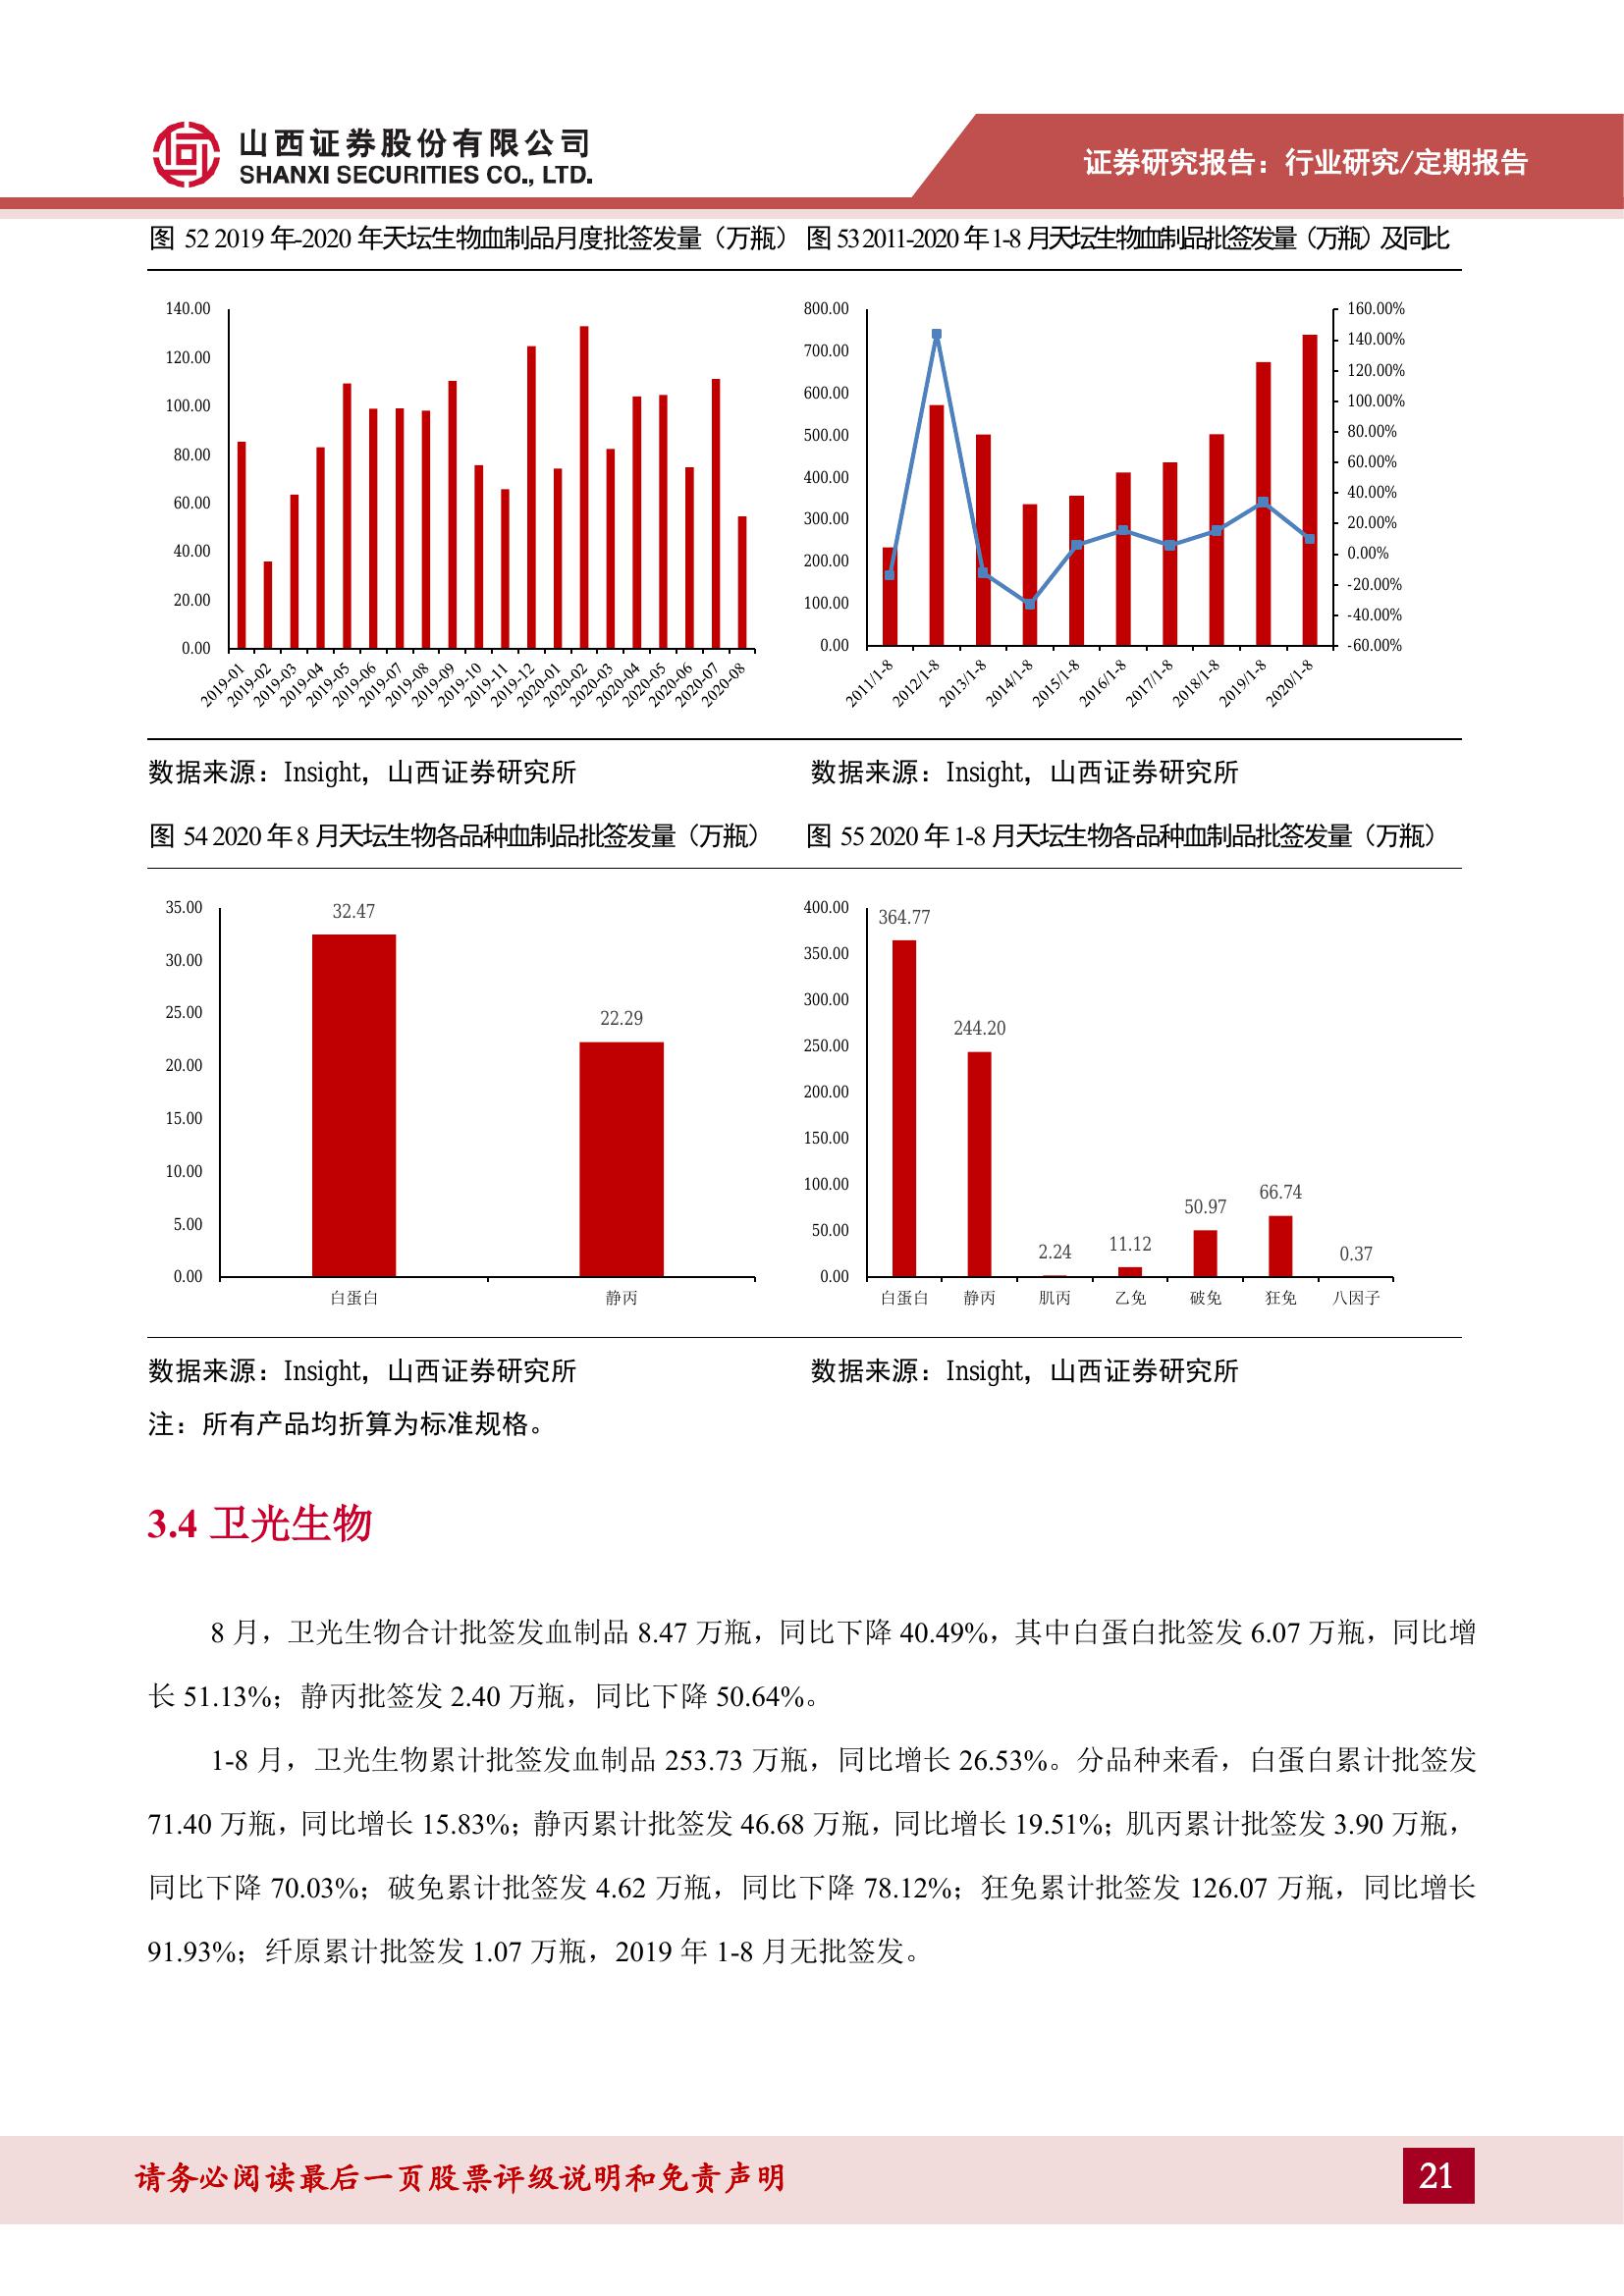 山西证券股份有限公司
SHANXI SECURITIES CO., LTD.
证券研究报告：行业研究/定期报告
图 52 2019 年-2020 年天坛生物血制品月度批签发量（万瓶）
图 53 2011-2020 年 1-8 月天坛生物血制品批签发量（万瓶）及同比
140.00
120.00
100.00
80.00
60.00
40.00
20.00
0.00
2019-01
2019-02
2019-03
2019-04
2019-05
2019-06
2019-07
2019-08
2019-09
2019-10
2019-11
2019-12
2020-01
2020-02
2020-03
2020-04
2020-05
2020-06
2020-07
2020-08
800.00
700.00
600.00
500.00
400.00
300.00
200.00
100.00
0.00
160.00%
140.00%
120.00%
100.00%
80.00%
60.00%
40.00%
20.00%
0.00%
-20.00%
-40.00%
-60.00%
2011/1-8
2012/1-8
2013/1-8
2014/1-8
2015/1-8
2016/1-8
2017/1-8
2018/1-8
2019/1-8
2020/1-8
数据来源：Insight，山西证券研究所
数据来源：Insight，山西证券研究所
图 54 2020 年 8 月天坛生物各品种血制品批签发量（万瓶）
图 55 2020 年 1-8 月天坛生物各品种血制品批签发量（万瓶）
35.00
30.00
25.00
20.00
15.00
10.00
5.00
0.00
32.47
22.29
白蛋白
静丙
400.00
350.00
300.00
250.00
200.00
150.00
100.00
50.00
0.00
364.77
244.20
2.24
11.12
50.97
66.74
0.37
白蛋白
静丙
肌丙
乙免
破免
狂免
八因子
数据来源：Insight，山西证券研究所
数据来源：Insight，山西证券研究所
注：所有产品均折算为标准规格。
3.4 卫光生物
8 月，卫光生物合计批签发血制品 8.47 万瓶，同比下降 40.49%，其中白蛋白批签发 6.07 万瓶，同比增
长 51.13%；静丙批签发 2.40 万瓶，同比下降 50.64%。
1-8 月，卫光生物累计批签发血制品 253.73 万瓶，同比增长 26.53%。分品种来看，白蛋白累计批签发
71.40 万瓶，同比增长 15.83%；静丙累计批签发 46.68 万瓶，同比增长 19.51%；肌丙累计批签发 3.90 万瓶，
同比下降 70.03%；破免累计批签发 4.62 万瓶，同比下降 78.12%；狂免累计批签发 126.07 万瓶，同比增长
91.93%；纤原累计批签发 1.07 万瓶，2019 年 1-8 月无批签发。
请务必阅读最后一页股票评级说明和免责声明
21